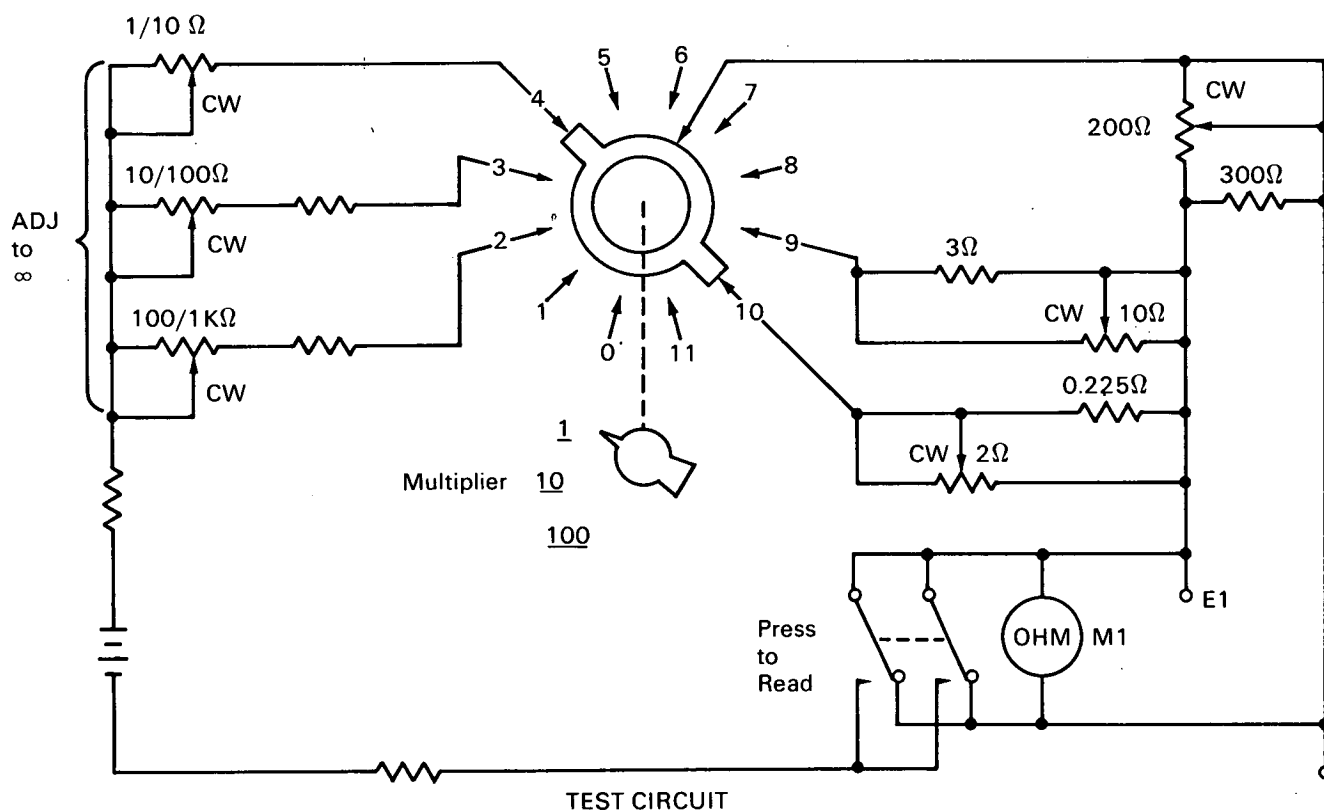 1/10 Ω
CW
10/100Ω
CW
100/1KΩ
CW
ADJ
to
∞
0
1
2
3
4
5
6
7
8
9
10
11
CW
200Ω
300Ω
3Ω
CW
10Ω
0.225Ω
CW
2Ω
1
Multiplier 10
100
Press
to
Read
OHM
M1
E1
TEST CIRCUIT